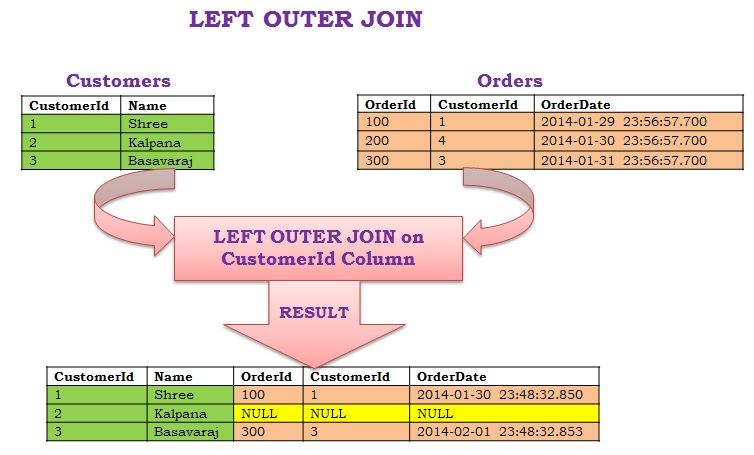 LEFT OUTER JOIN
Customers
Orders
CustomerId Name
1 Shree
2 Kalpana
3 Basavaraj
OrderId CustomerId OrderDate
100 1 2014-01-29 23:56:57.700
200 4 2014-01-30 23:56:57.700
300 3 2014-01-31 23:56:57.700
LEFT OUTER JOIN on
CustomerId Column
RESULT
CustomerId Name OrderId CustomerId OrderDate
1 Shree 100 1 2014-01-30 23:48:32.850
2 Kalpana NULL NULL NULL
3 Basavaraj 300 3 2014-02-01 23:48:32.853